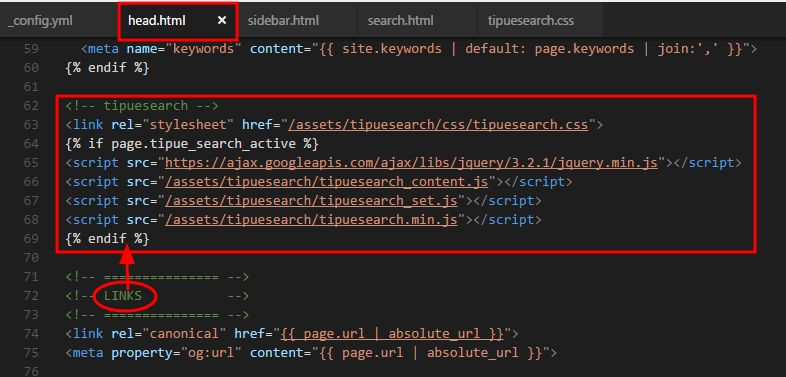 _config.yml head.html × sidebar.html search.html tipuesearch.css
59 <meta name="keywords" content="{{ site.keywords | default: page.keywords | join:',' }}">
60 {% endif %}
61
62 <!-- tipuesearch -->
63 <link rel="stylesheet" href="/assets/tipuesearch/css/tipuesearch.css">
64 {% if page.tipue_search_active %}
65 <script src="https://ajax.googleapis.com/ajax/libs/jquery/3.2.1/jquery.min.js"></script>
66 <script src="/assets/tipuesearch/tipuesearch_content.js"></script>
67 <script src="/assets/tipuesearch/tipuesearch_set.js"></script>
68 <script src="/assets/tipuesearch/tipuesearch.min.js"></script>
69 {% endif %}
70
71 <!-- =============== -->
72 <!-- LINKS -->
73 <!-- =============== -->
74 <link rel="canonical" href="{{ page.url | absolute_url }}">
75 <meta property="og:url" content="{{ page.url | absolute_url }}">
76